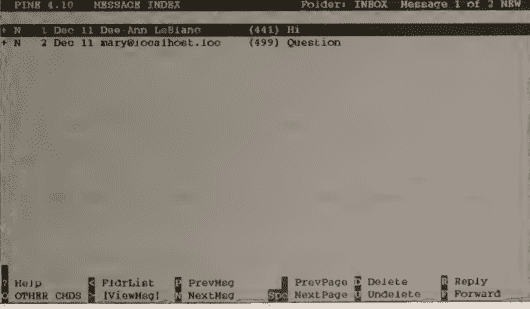 PINE 4.10 MESSAGE INDEX Folder: INBOX Message 1 of 2 NEW
+ N 1 Dec 11 Dee-Ann LeBlanc (441) Hi
+ N 2 Dec 11 mary@localhost.loc (499) Question
? Help < FldrList P PrevMsg PrevPage D Delete R Reply
O OTHER CMDS > [ViewMsg] N NextMsg Spc NextPage U Undelete F Forward